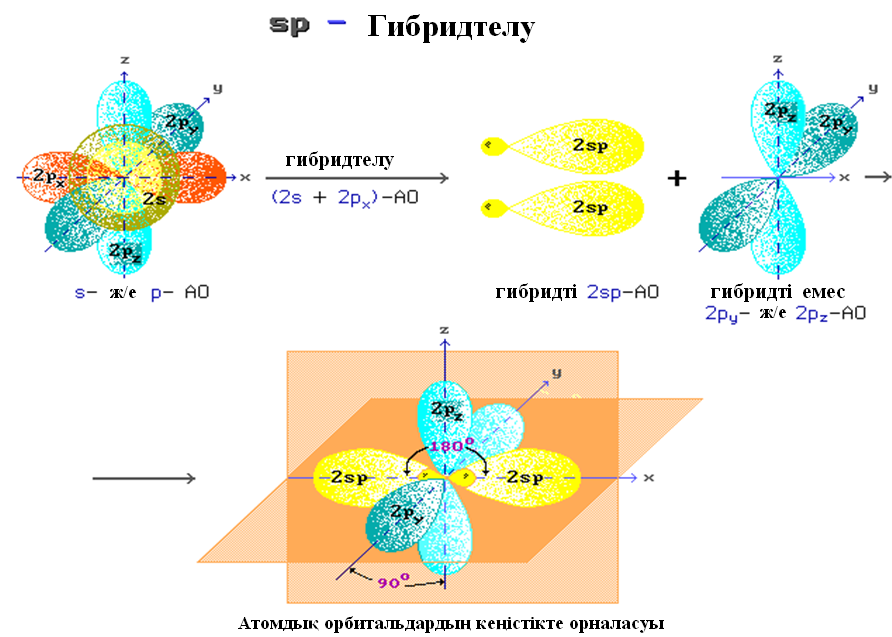 sp – Гибридтелу
z
y
2py
2px
x
2s
2pz
гибридтелу
(2s + 2px)-АО
2sp
2sp
+
z
y
2pz
2py
x
s- ж/е p- АО
гибридті 2sp-АО
гибридті емес
2py- ж/е 2pz-АО
z
y
2pz
180°
2sp
2sp
x
2py
90°
Атомдық орбитальдардың кеңістікте орналасуы